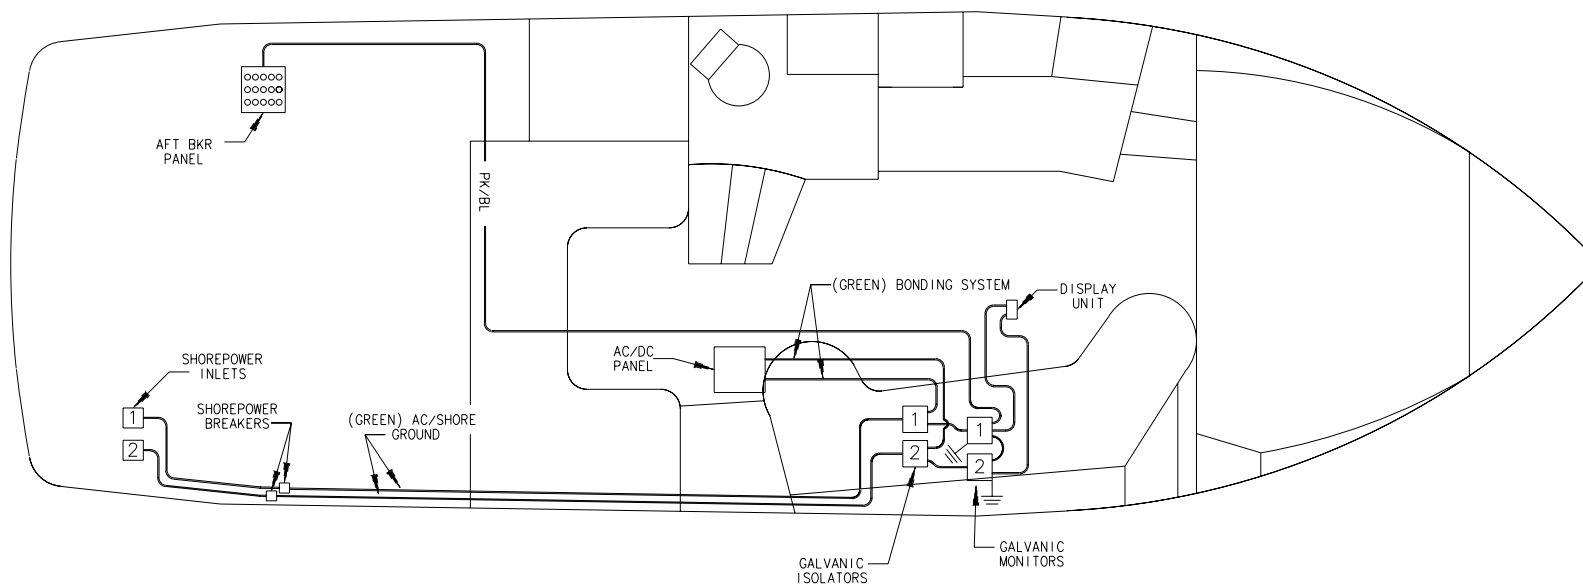 AFT BKR
PANEL
PK/BL
(GREEN) BONDING SYSTEM
DISPLAY
UNIT
AC/DC
PANEL
SHOREPOWER
INLETS
1
2
SHOREPOWER
BREAKERS
(GREEN) AC/SHORE
GROUND
1
2
1
2
GALVANIC
ISOLATORS
GALVANIC
MONITORS